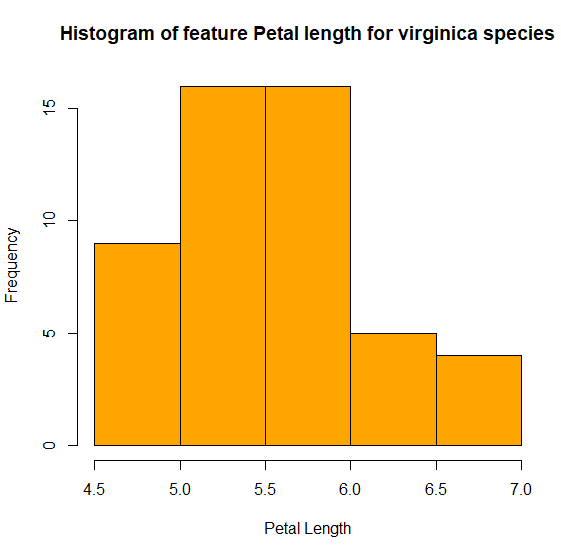 Histogram of feature Petal length for virginica species
Frequency
15
10
5
0
4.5 5.0 5.5 6.0 6.5 7.0
Petal Length